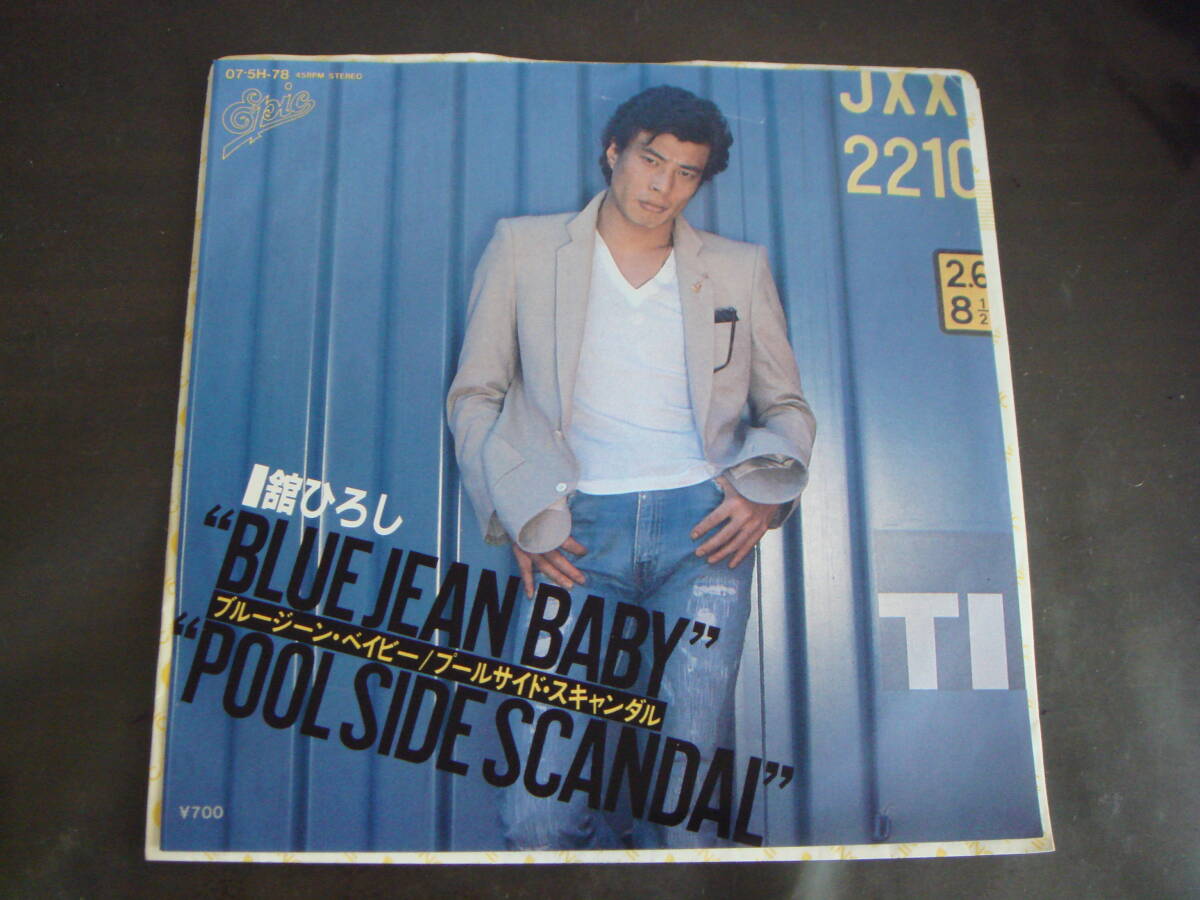 07・5H-78 45RPM STEREO
Epic
JXX
2210
2.6
8 1/2
舘ひろし
“BLUE JEAN BABY”
ブルージーン・ベイビー/プールサイド・スキャンダル
“POOL SIDE SCANDAL”
TI
¥700